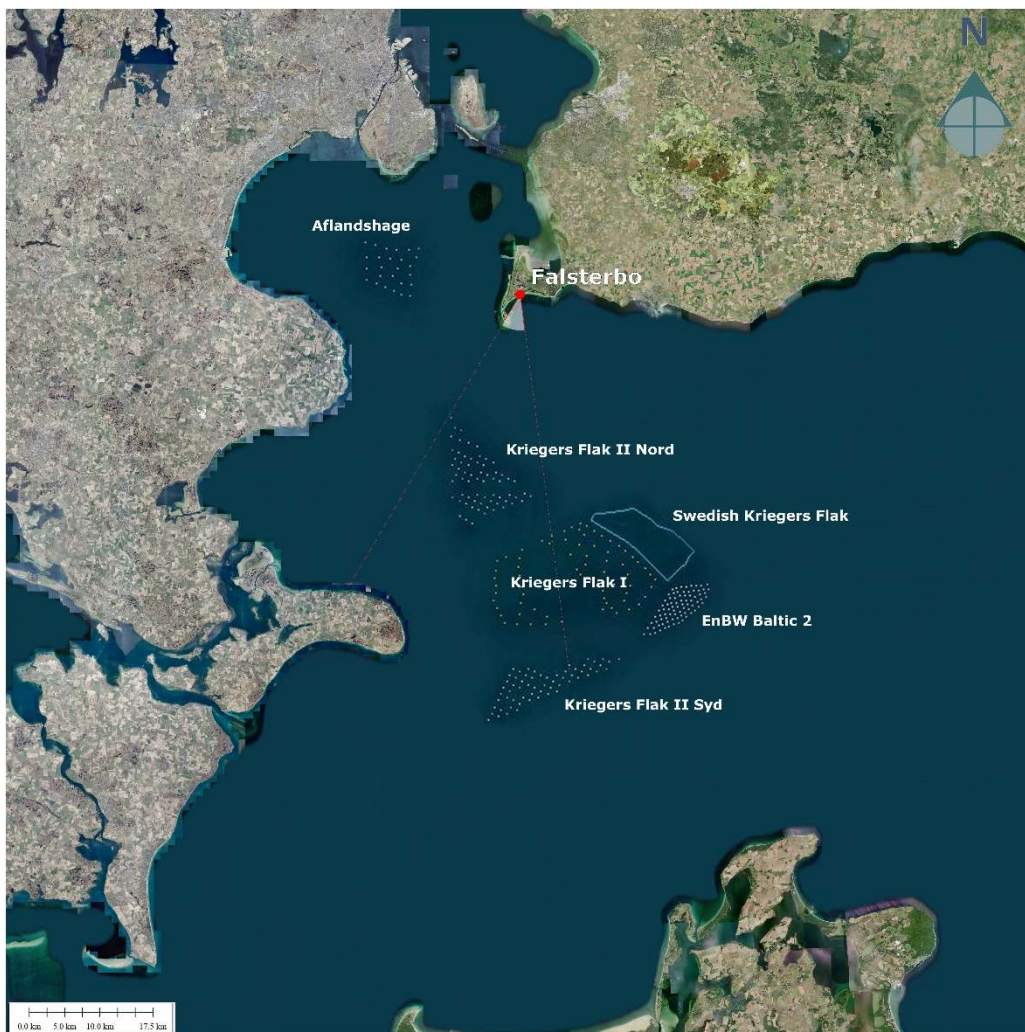 N
Aflandshage
Falsterbo
Kriegers Flak II Nord
Swedish Kriegers Flak
Kriegers Flak I
EnBW Baltic 2
Kriegers Flak II Syd
0.0 km 5.0 km 10.0 km 17.5 km